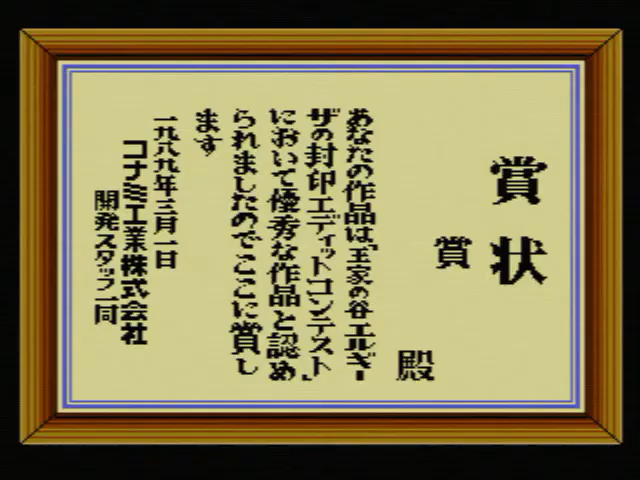 賞状
賞
殿
あなたの作品は、「王家の谷エルギー
ザの封印エディットコンテスト」
において優秀な作品と認め
られましたのでここに賞し
ます
一九八九年三月一日
コナミ工業株式会社
開発スタッフ一同